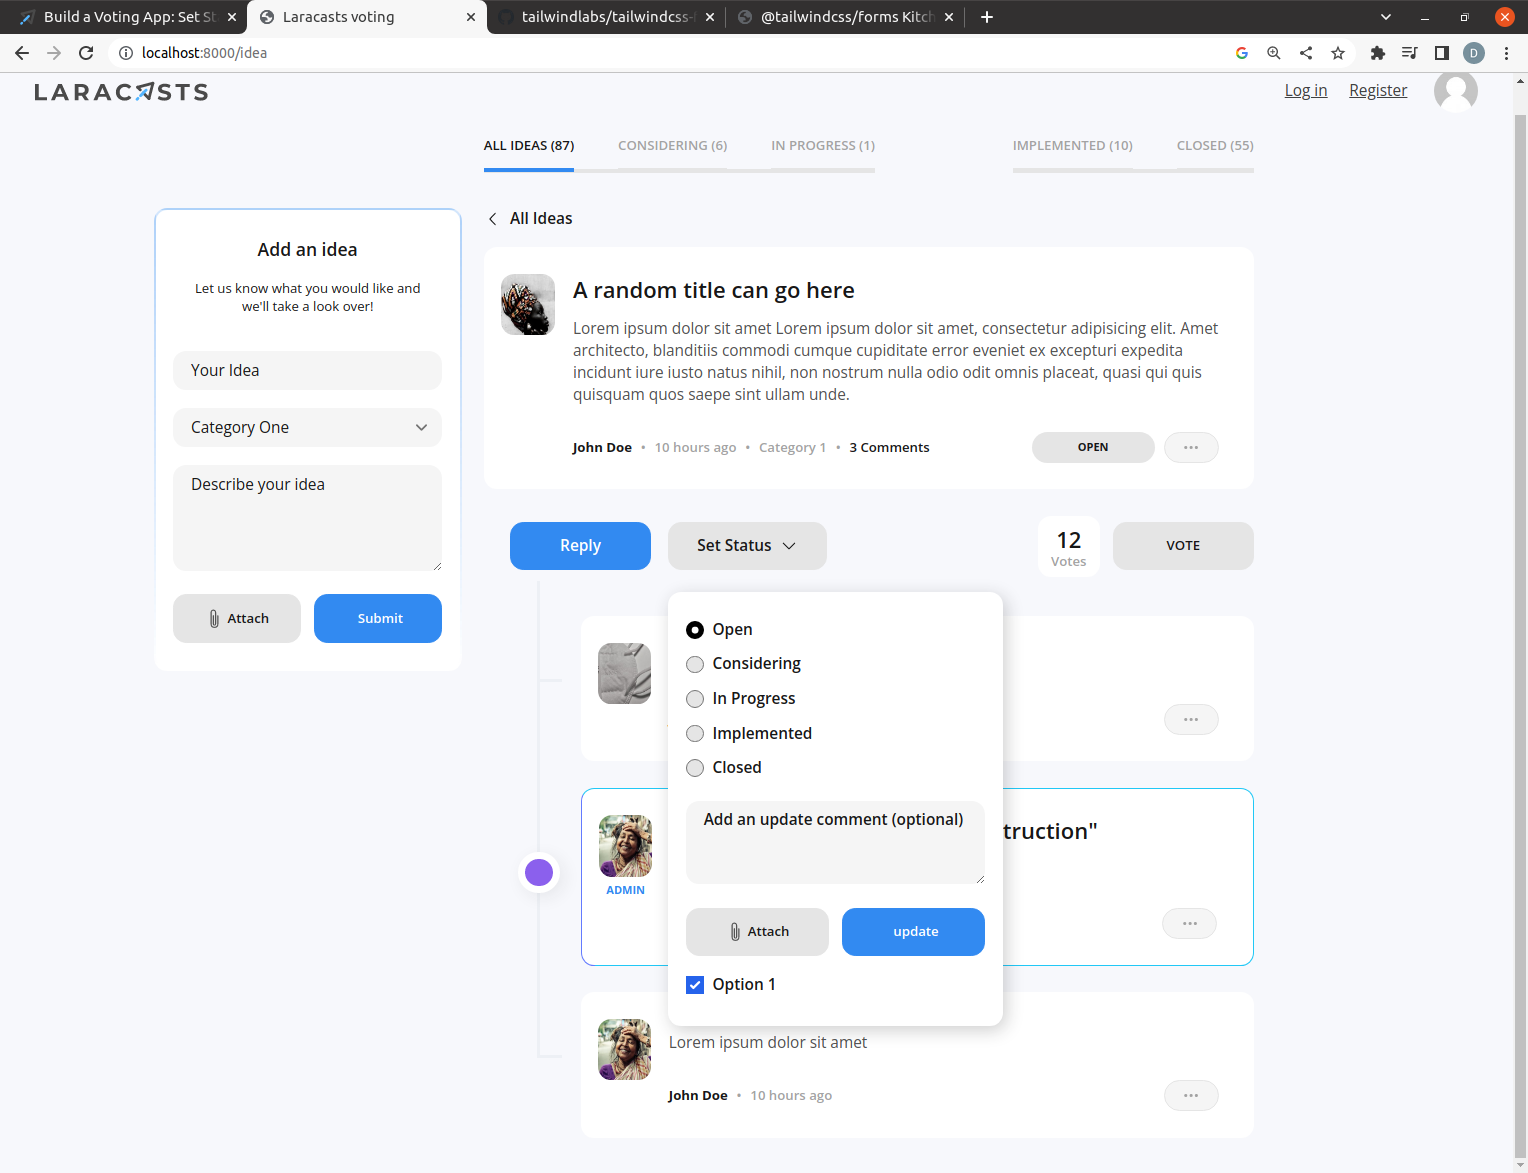 Build a Voting App: Set St
Laracasts voting
tailwindlabs/tailwindcss-
@tailwindcss/forms Kitch
localhost:8000/idea
D
LARACASTS
Log in
Register
ALL IDEAS (87)
CONSIDERING (6)
IN PROGRESS (1)
IMPLEMENTED (10)
CLOSED (55)
Add an idea
Let us know what you would like and
we'll take a look over!
Your Idea
Category One
Describe your idea
Attach
Submit
All Ideas
A random title can go here
Lorem ipsum dolor sit amet Lorem ipsum dolor sit amet, consectetur adipisicing elit. Amet
architecto, blanditiis commodi cumque cupiditate error eveniet ex excepturi expedita
incidunt iure iusto natus nihil, non nostrum nulla odio odit omnis placeat, quasi qui quis
quisquam quos saepe sint ullam unde.
John Doe • 10 hours ago • Category 1 • 3 Comments
OPEN
Reply
Set Status
12
Votes
VOTE
Open
Considering
In Progress
Implemented
Closed
Add an update comment (optional)
Attach
update
Option 1
truction"
ADMIN
Lorem ipsum dolor sit amet
John Doe • 10 hours ago